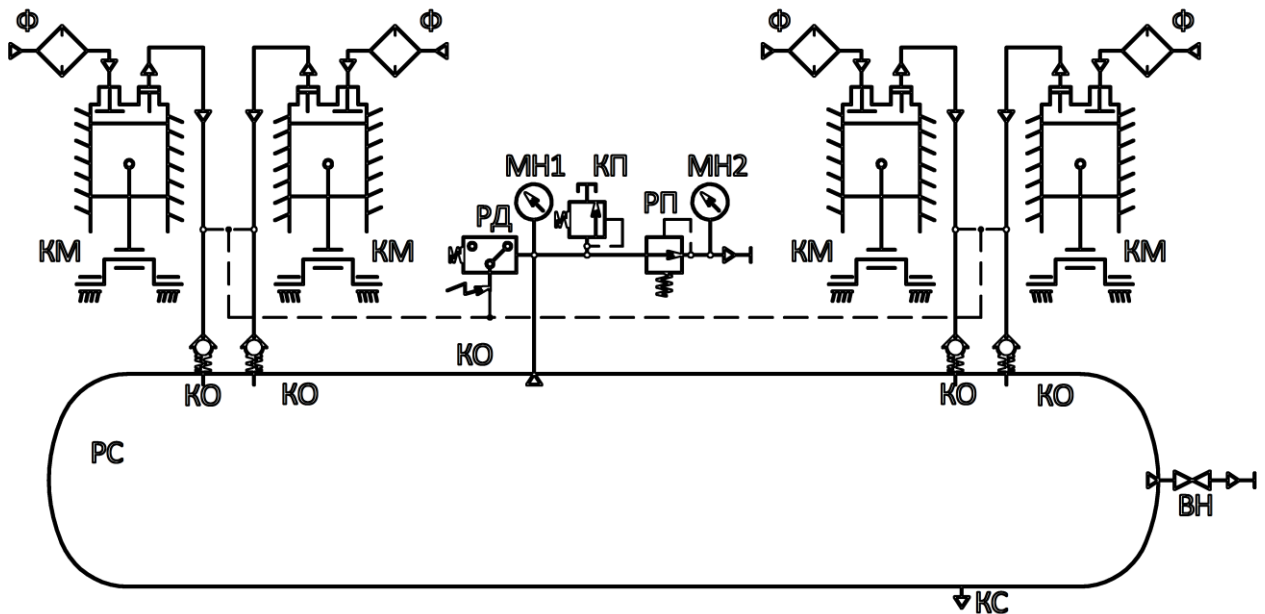 Ф Ф Ф Ф
МН1 КП МН2
РД РП
КМ КМ КМ КМ
КО
КО КО КО КО
РС
ВН
КС